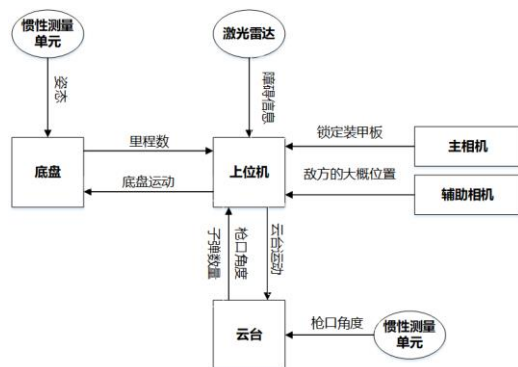 惯性测量
单元
激光雷达
姿态
障碍信息
里程数
锁定装甲板
主相机
底盘
上位机
底盘运动
敌方的大概位置
辅助相机
子弹数量
枪口角度
云台运动
云台
枪口角度
惯性测量
单元